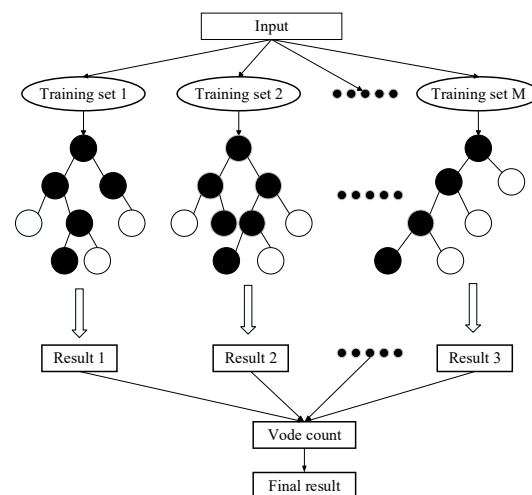 Input
Training set 1
Training set 2
Training set M
Result 1
Result 2
Result 3
Vode count
Final result